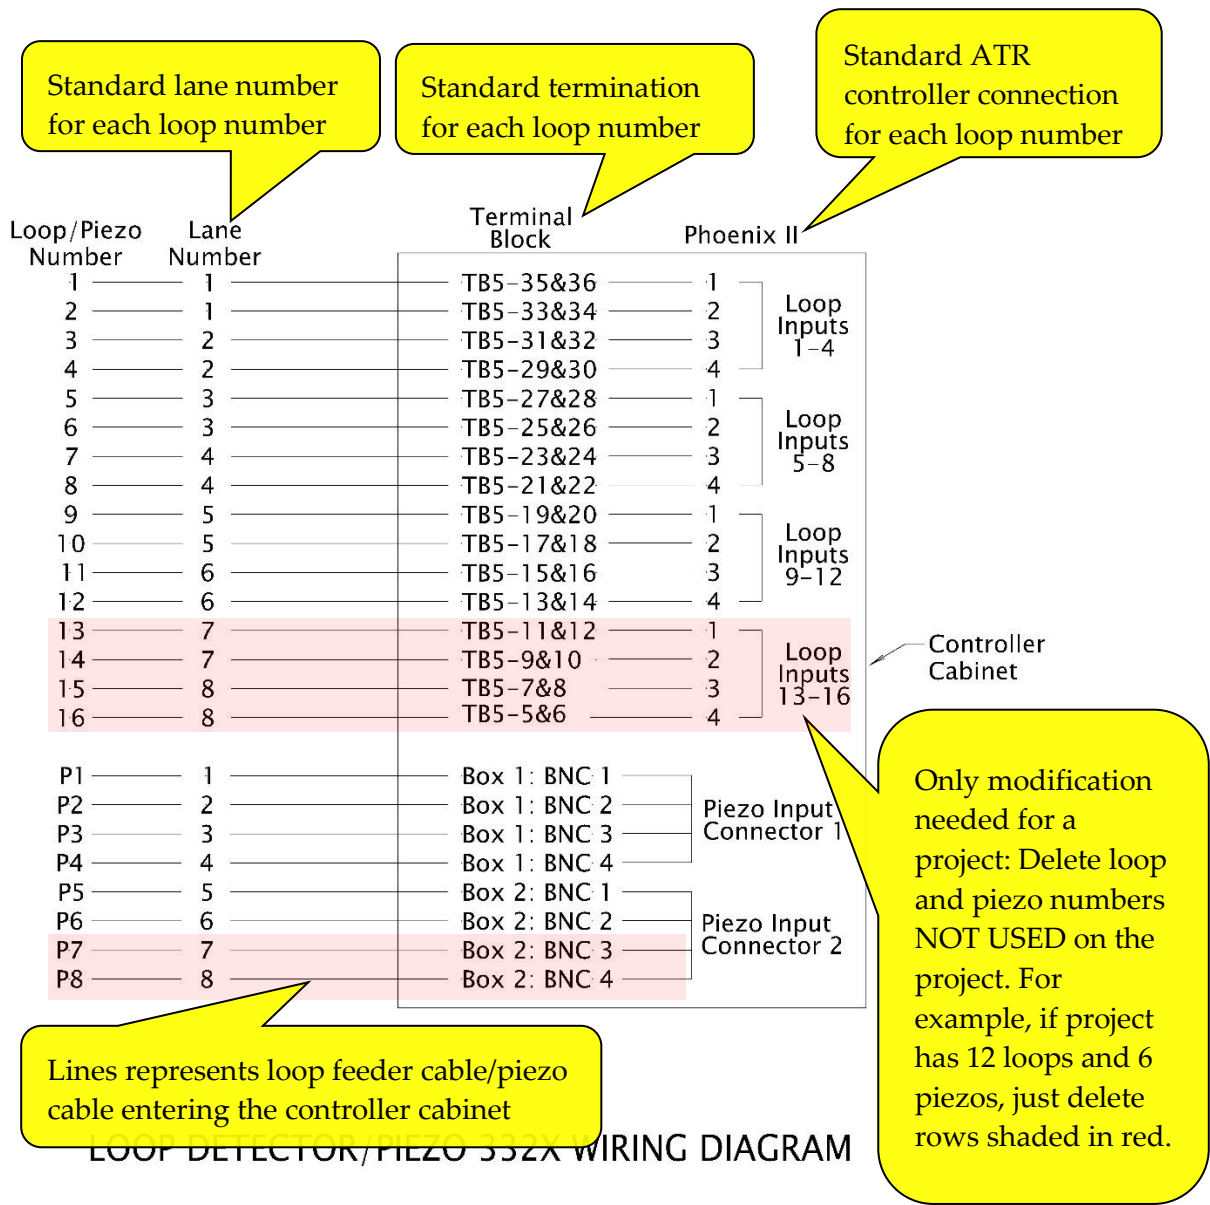 Standard lane number
for each loop number
Standard termination
for each loop number
Standard ATR
controller connection
for each loop number
Loop/Piezo
Number
Lane
Number
Terminal
Block
Phoenix II
1 1 TB5-35&36 1
2 1 TB5-33&34 2
3 2 TB5-31&32 3
4 2 TB5-29&30 4
Loop
Inputs
1-4
5 3 TB5-27&28 1
6 3 TB5-25&26 2
7 4 TB5-23&24 3
8 4 TB5-21&22 4
Loop
Inputs
5-8
9 5 TB5-19&20 1
10 5 TB5-17&18 2
11 6 TB5-15&16 3
12 6 TB5-13&14 4
Loop
Inputs
9-12
13 7 TB5-11&12 1
14 7 TB5-9&10 2
15 8 TB5-7&8 3
16 8 TB5-5&6 4
Loop
Inputs
13-16
Controller
Cabinet
P1 1 Box 1: BNC 1
P2 2 Box 1: BNC 2
P3 3 Box 1: BNC 3
P4 4 Box 1: BNC 4
Piezo Input
Connector 1
P5 5 Box 2: BNC 1
P6 6 Box 2: BNC 2
P7 7 Box 2: BNC 3
P8 8 Box 2: BNC 4
Piezo Input
Connector 2
Only modification
needed for a
project: Delete loop
and piezo numbers
NOT USED on the
project. For
example, if project
has 12 loops and 6
piezos, just delete
rows shaded in red.
Lines represents loop feeder cable/piezo
cable entering the controller cabinet
LOOP DETECTOR/PIEZO 332X WIRING DIAGRAM